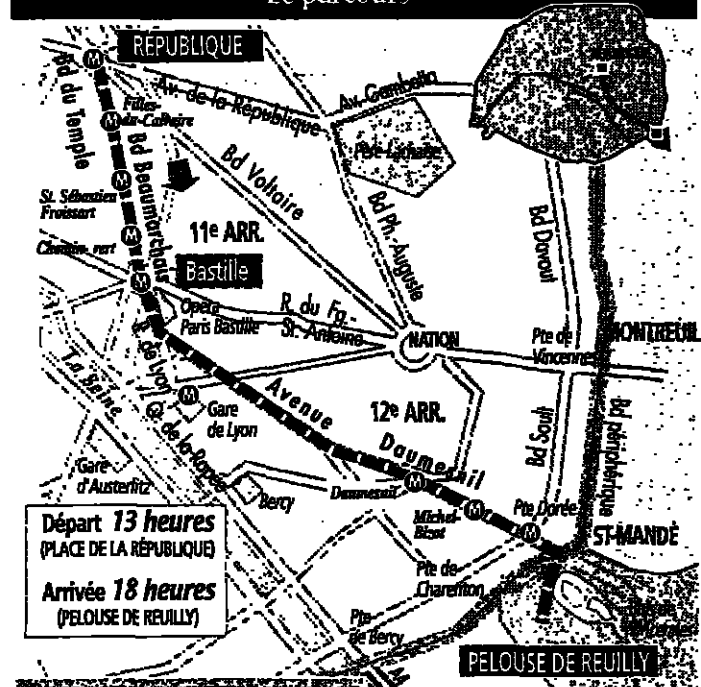 Le parcours
RÉPUBLIQUE
Bd du Temple
Filles-
du-Calvaire
Av. de la République
Av. Gambetta
Père-Lachaise
Bd Beaumarchais
Bd Voltaire
St. Sébastien
Froissart
Bd Ph. Auguste
Bd Davout
11e ARR.
Chemin-vert
Bastille
Opéra
Paris Bastille
R. du Fg.-
St. Antoine
NATION
Pte de
Vincennes
MONTREUIL
de Lyon
La Seine
Avenue
Daumesnil
12e ARR.
Gare
de Lyon
Bd Soult
Bd périphérique
Gare
d'Austerlitz
Q. de la Rapée
Bercy
Daumesnil
Michel-
Bizot
Pte Dorée
ST-MANDÉ
Départ 13 heures
(PLACE DE LA RÉPUBLIQUE)
Arrivée 18 heures
(PELOUSE DE REUILLY)
Pte de
Charenton
Pte
de Bercy
PELOUSE DE REUILLY